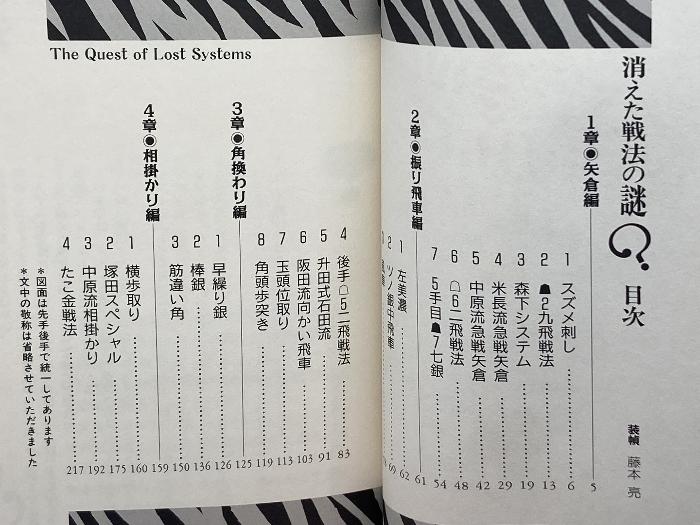 消えた戦法の謎 目次
装幀 藤本 亮
1章●矢倉編 5
1 スズメ刺し 6
2 ☗2九飛戦法 13
3 森下システム 19
4 米長流急戦矢倉 29
5 中原流急戦矢倉 42
6 ☖6二飛戦法 48
7 5手目☗7七銀 54
2章●振り飛車編 61
1 左美濃 62
2 ツノ銀中飛車 69
4 後手☖5二飛戦法 83
5 升田式石田流 91
6 阪田流向かい飛車 103
7 玉頭位取り 113
8 角頭歩突き 119
3章●角換わり編 125
1 早繰り銀 126
2 棒銀 136
3 筋違い角 150
4章●相掛かり編 159
1 横歩取り 160
2 塚田スペシャル 175
3 中原流相掛かり 192
4 たこ金戦法 217
＊図面は先手後手で統一してあります
＊文中の敬称は省略させていただきました
The Quest of Lost Systems